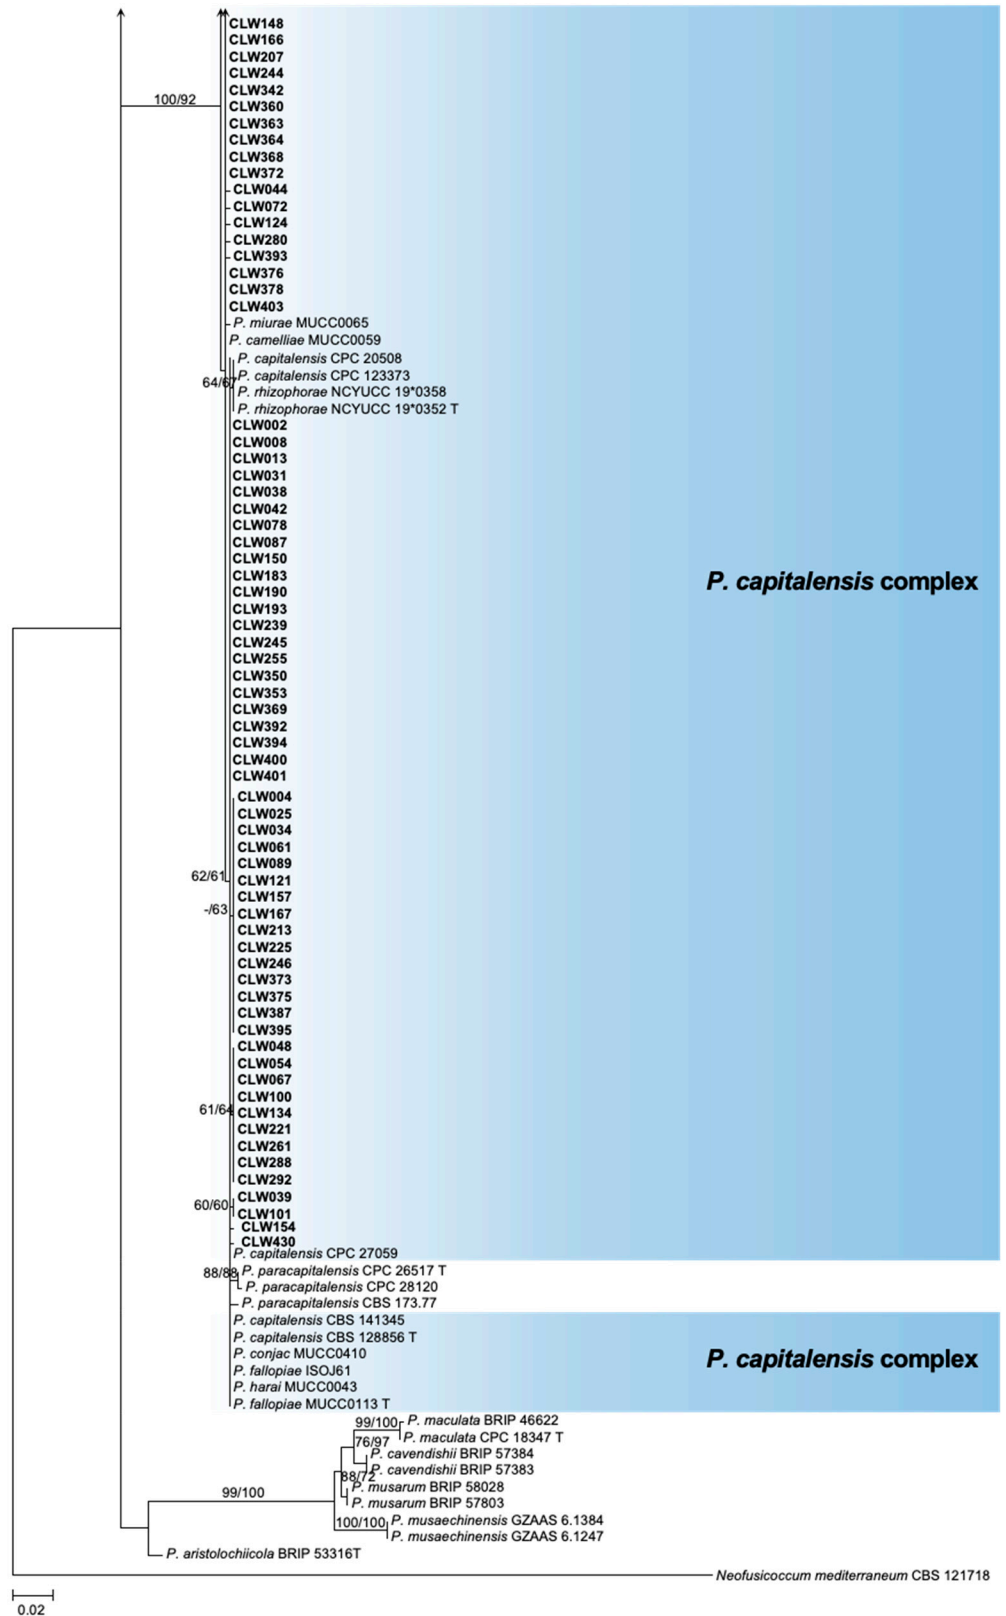 CLW148
CLW166
CLW207
CLW244
CLW342
100/92
CLW360
CLW363
CLW364
CLW368
CLW372
CLW044
CLW072
CLW124
CLW280
CLW393
CLW376
CLW378
CLW403
P. miurae MUCC0065
P. camelliae MUCC0059
P. capitalensis CPC 20508
P. capitalensis CPC 123373
64/67
P. rhizophorae NCYUCC 19*0358
P. rhizophorae NCYUCC 19*0352 T
CLW002
CLW008
CLW013
CLW031
CLW038
CLW042
CLW078
CLW087
CLW150
CLW183
P. capitalensis complex
CLW190
CLW193
CLW239
CLW245
CLW255
CLW350
CLW353
CLW369
CLW392
CLW394
CLW400
CLW401
CLW004
CLW025
CLW034
CLW061
CLW089
62/61
CLW121
CLW157
-/63
CLW167
CLW213
CLW225
CLW246
CLW373
CLW375
CLW387
CLW395
CLW048
CLW054
CLW067
CLW100
61/64
CLW134
CLW221
CLW261
CLW288
CLW292
CLW039
60/60
CLW101
CLW154
CLW430
P. capitalensis CPC 27059
88/88
P. paracapitalensis CPC 26517 T
P. paracapitalensis CPC 28120
P. paracapitalensis CBS 173.77
P. capitalensis CBS 141345
P. capitalensis CBS 128856 T
P. conjac MUCC0410
P. capitalensis complex
P. fallopiae ISOJ61
P. harai MUCC0043
P. fallopiae MUCC0113 T
99/100
P. maculata BRIP 46622
P. maculata CPC 18347 T
76/97
P. cavendishii BRIP 57384
P. cavendishii BRIP 57383
88/72
P. musarum BRIP 58028
99/100
P. musarum BRIP 57803
100/100
P. musaechinensis GZAAS 6.1384
P. musaechinensis GZAAS 6.1247
P. aristolochiicola BRIP 53316T
Neofusicoccum mediterraneum CBS 121718
0.02